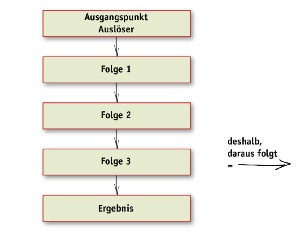 Ausgangspunkt
Auslöser
Folge 1
Folge 2
Folge 3
Ergebnis
deshalb,
daraus folgt
=